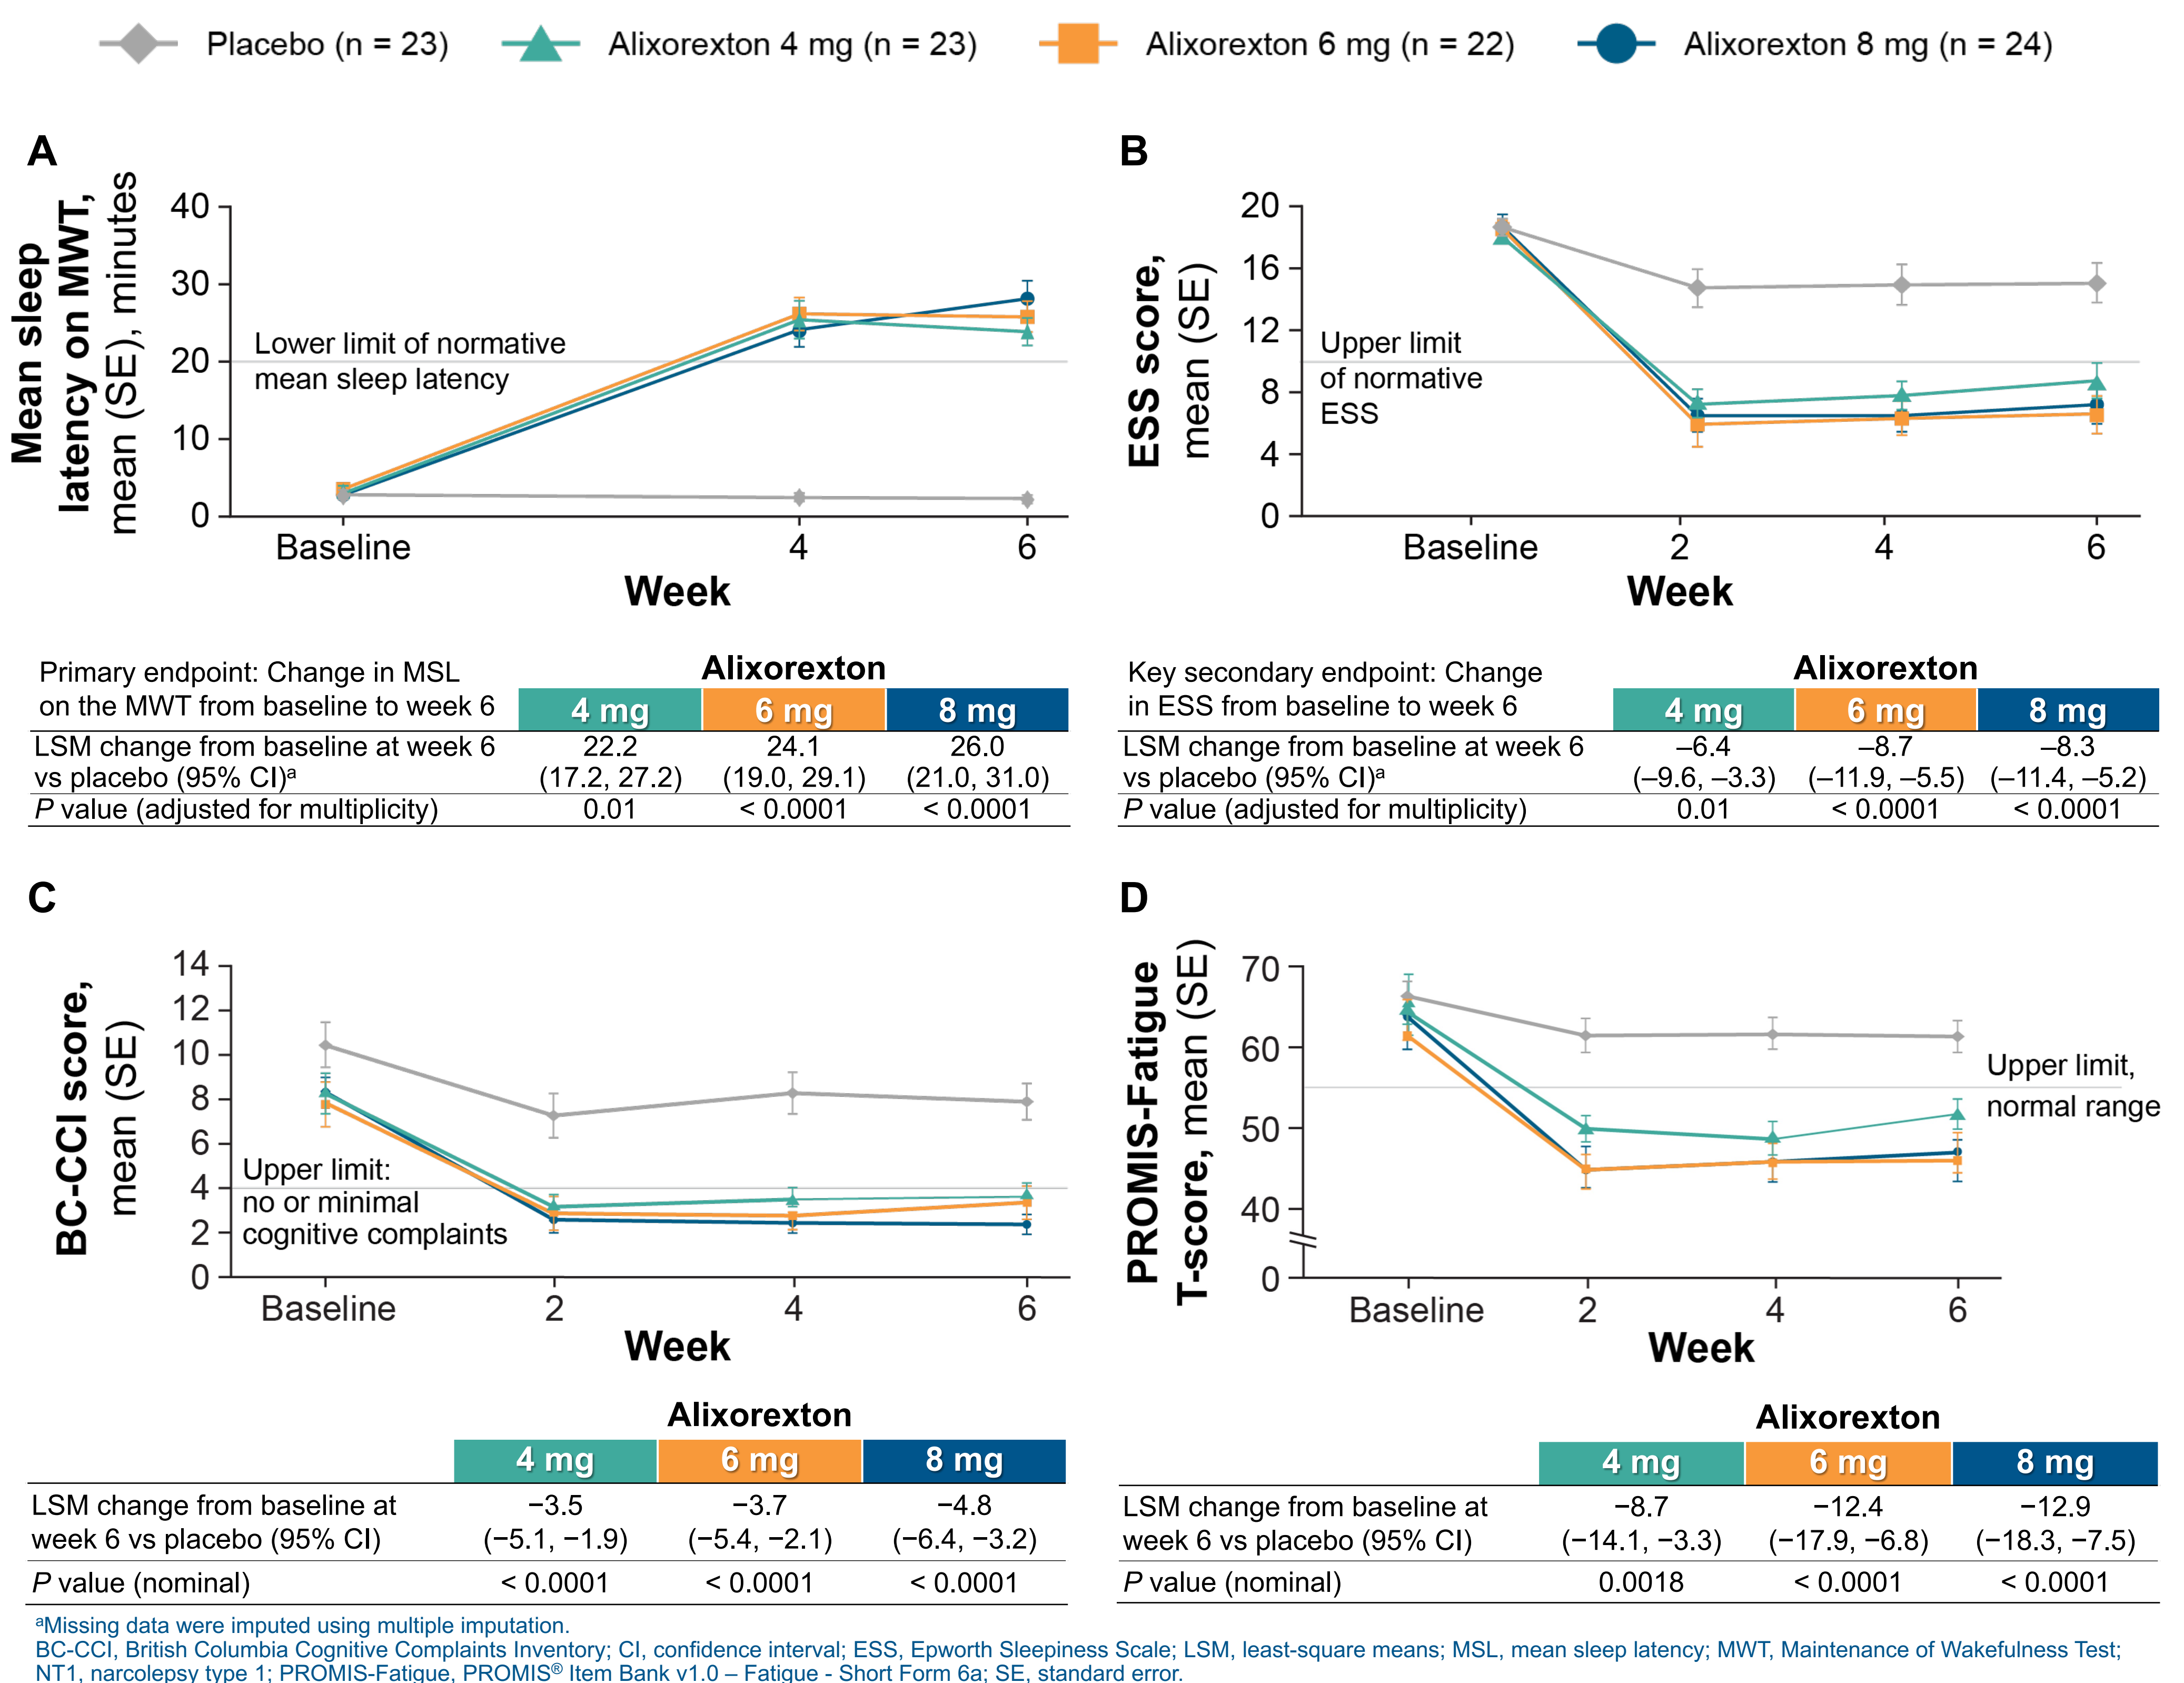 Placebo (n = 23) Alixorexton 4 mg (n = 23) Alixorexton 6 mg (n = 22) Alixorexton 8 mg (n = 24)
A
Mean sleep
latency on MWT,
mean (SE), minutes
40
30
20
10
0
Lower limit of normative
mean sleep latency
Baseline 4 6
Week
Primary endpoint: Change in MSL
on the MWT from baseline to week 6
Alixorexton
4 mg 6 mg 8 mg
LSM change from baseline at week 6 22.2 24.1 26.0
vs placebo (95% CI)ᵃ (17.2, 27.2) (19.0, 29.1) (21.0, 31.0)
P value (adjusted for multiplicity) 0.01 < 0.0001 < 0.0001
B
ESS score,
mean (SE)
20
16
12
8
4
0
Upper limit
of normative
ESS
Baseline 2 4 6
Week
Key secondary endpoint: Change
in ESS from baseline to week 6
Alixorexton
4 mg 6 mg 8 mg
LSM change from baseline at week 6 –6.4 –8.7 –8.3
vs placebo (95% CI)ᵃ (–9.6, –3.3) (–11.9, –5.5) (–11.4, –5.2)
P value (adjusted for multiplicity) 0.01 < 0.0001 < 0.0001
C
BC-CCI score,
mean (SE)
14
12
10
8
6
4
2
0
Upper limit:
no or minimal
cognitive complaints
Baseline 2 4 6
Week
Alixorexton
4 mg 6 mg 8 mg
LSM change from baseline at −3.5 −3.7 −4.8
week 6 vs placebo (95% CI) (−5.1, −1.9) (−5.4, −2.1) (−6.4, −3.2)
P value (nominal) < 0.0001 < 0.0001 < 0.0001
D
PROMIS-Fatigue
T-score, mean (SE)
70
60
50
40
0
Upper limit,
normal range
Baseline 2 4 6
Week
Alixorexton
4 mg 6 mg 8 mg
LSM change from baseline at −8.7 −12.4 −12.9
week 6 vs placebo (95% CI) (−14.1, −3.3) (−17.9, −6.8) (−18.3, −7.5)
P value (nominal) 0.0018 < 0.0001 < 0.0001
ᵃMissing data were imputed using multiple imputation.
BC-CCI, British Columbia Cognitive Complaints Inventory; CI, confidence interval; ESS, Epworth Sleepiness Scale; LSM, least-square means; MSL, mean sleep latency; MWT, Maintenance of Wakefulness Test;
NT1, narcolepsy type 1; PROMIS-Fatigue, PROMIS® Item Bank v1.0 – Fatigue - Short Form 6a; SE, standard error.